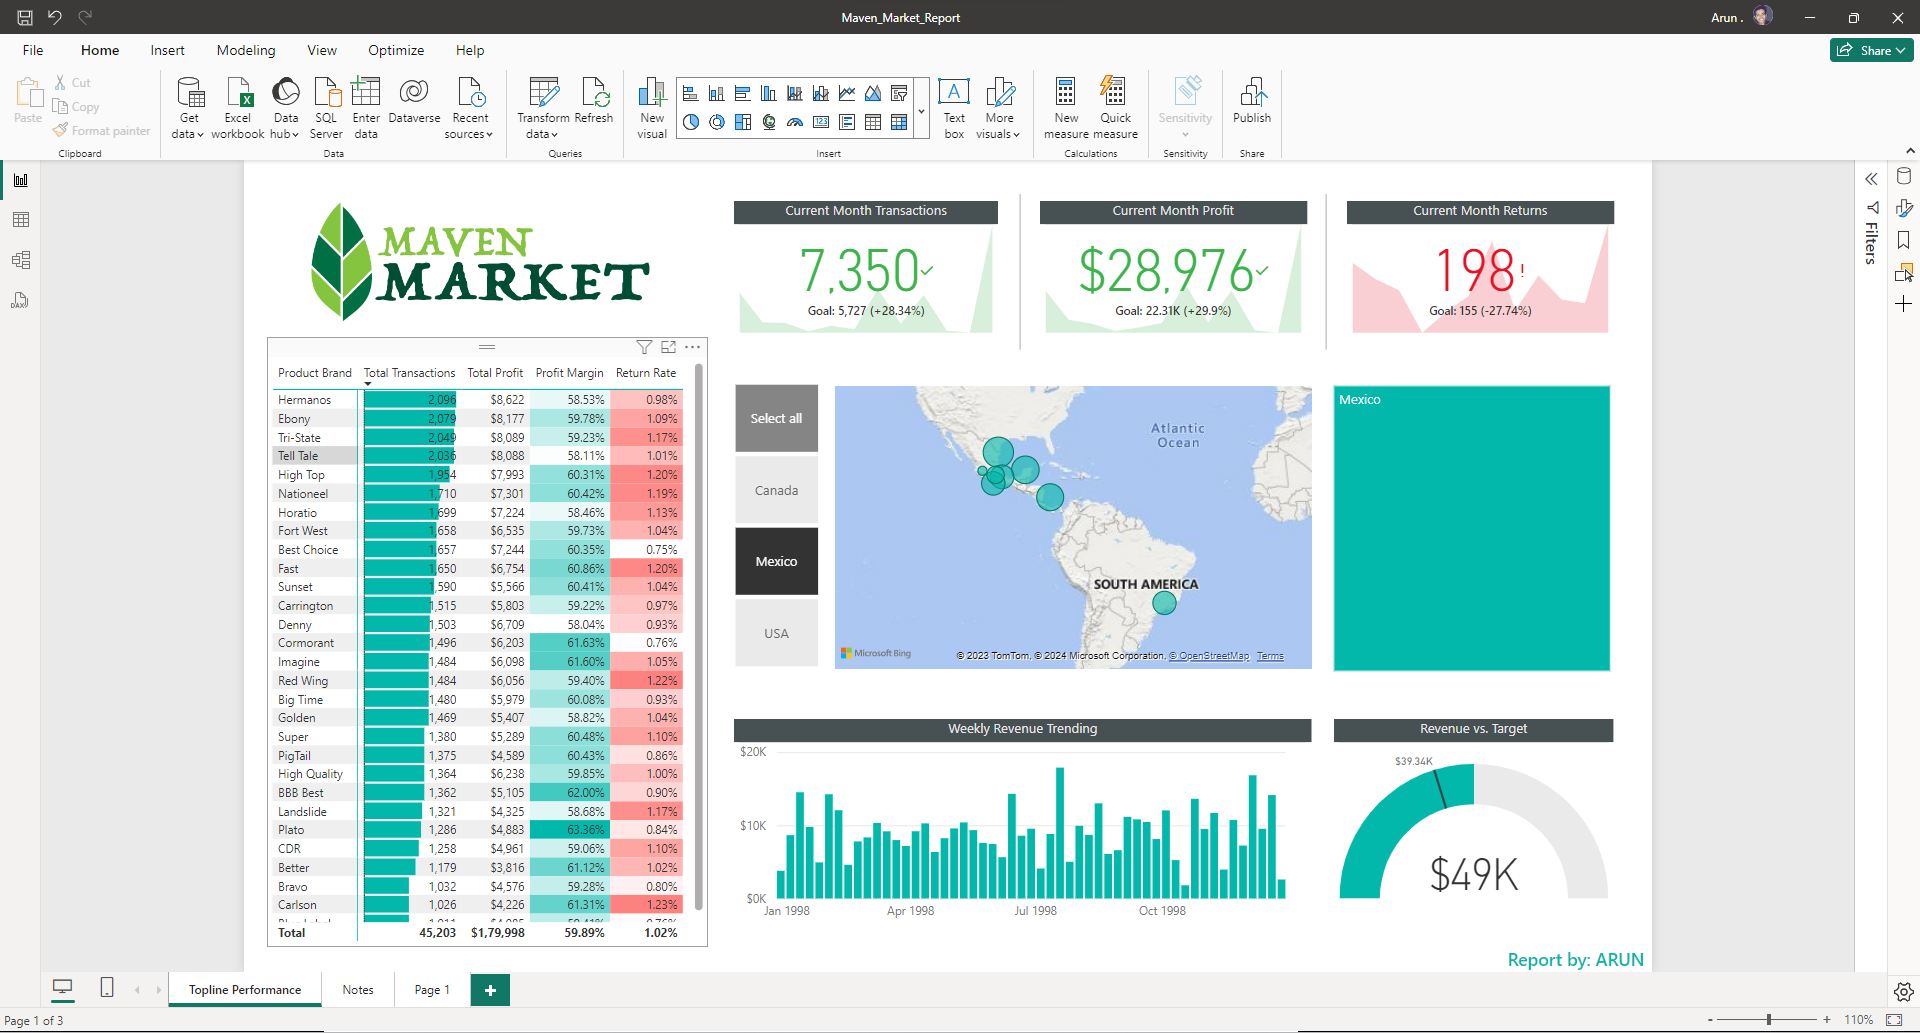 Maven_Market_Report
Arun .
File Home Insert Modeling View Optimize Help
Share
Paste
Cut
Copy
Format painter
Clipboard
Get data
Excel workbook
Data hub
SQL Server
Enter data
Dataverse
Recent sources
Data
Transform data
Refresh
Queries
New visual
Text box
More visuals
Insert
New measure
Quick measure
Calculations
Sensitivity
Sensitivity
Publish
Share
Filters
MAVEN
MARKET
Current Month Transactions
7,350
Goal: 5,727 (+28.34%)
Current Month Profit
$28,976
Goal: 22.31K (+29.9%)
Current Month Returns
198!
Goal: 155 (-27.74%)
Product Brand Total Transactions Total Profit Profit Margin Return Rate
Hermanos 2,096 $8,622 58.53% 0.98%
Ebony 2,079 $8,177 59.78% 1.09%
Tri-State 2,049 $8,089 59.23% 1.17%
Tell Tale 2,036 $8,088 58.11% 1.01%
High Top 1,954 $7,993 60.31% 1.20%
Nationeel 1,710 $7,301 60.42% 1.19%
Horatio 1,699 $7,224 58.46% 1.13%
Fort West 1,658 $6,535 59.73% 1.04%
Best Choice 1,657 $7,244 60.35% 0.75%
Fast 1,650 $6,754 60.86% 1.20%
Sunset 1,590 $5,566 60.41% 1.04%
Carrington 1,515 $5,803 59.22% 0.97%
Denny 1,503 $6,709 58.04% 0.93%
Cormorant 1,496 $6,203 61.63% 0.76%
Imagine 1,484 $6,098 61.60% 1.05%
Red Wing 1,484 $6,056 59.40% 1.22%
Big Time 1,480 $5,979 60.08% 0.93%
Golden 1,469 $5,407 58.82% 1.04%
Super 1,380 $5,289 60.48% 1.10%
PigTail 1,375 $4,589 60.43% 0.86%
High Quality 1,364 $6,238 59.85% 1.00%
BBB Best 1,362 $5,105 62.00% 0.90%
Landslide 1,321 $4,325 58.68% 1.17%
Plato 1,286 $4,883 63.36% 0.84%
CDR 1,258 $4,961 59.06% 1.10%
Better 1,179 $3,816 61.12% 1.02%
Bravo 1,032 $4,576 59.28% 0.80%
Carlson 1,026 $4,226 61.31% 1.23%
Total 45,203 $1,79,998 59.89% 1.02%
Select all
Canada
Mexico
USA
Atlantic
Ocean
SOUTH AMERICA
Microsoft Bing
© 2023 TomTom, © 2024 Microsoft Corporation, © OpenStreetMap Terms
Mexico
Weekly Revenue Trending
$20K
$10K
$0K
Jan 1998 Apr 1998 Jul 1998 Oct 1998
Revenue vs. Target
$39.34K
$49K
Report by: ARUN
Topline Performance Notes Page 1 +
Page 1 of 3
- + 110%